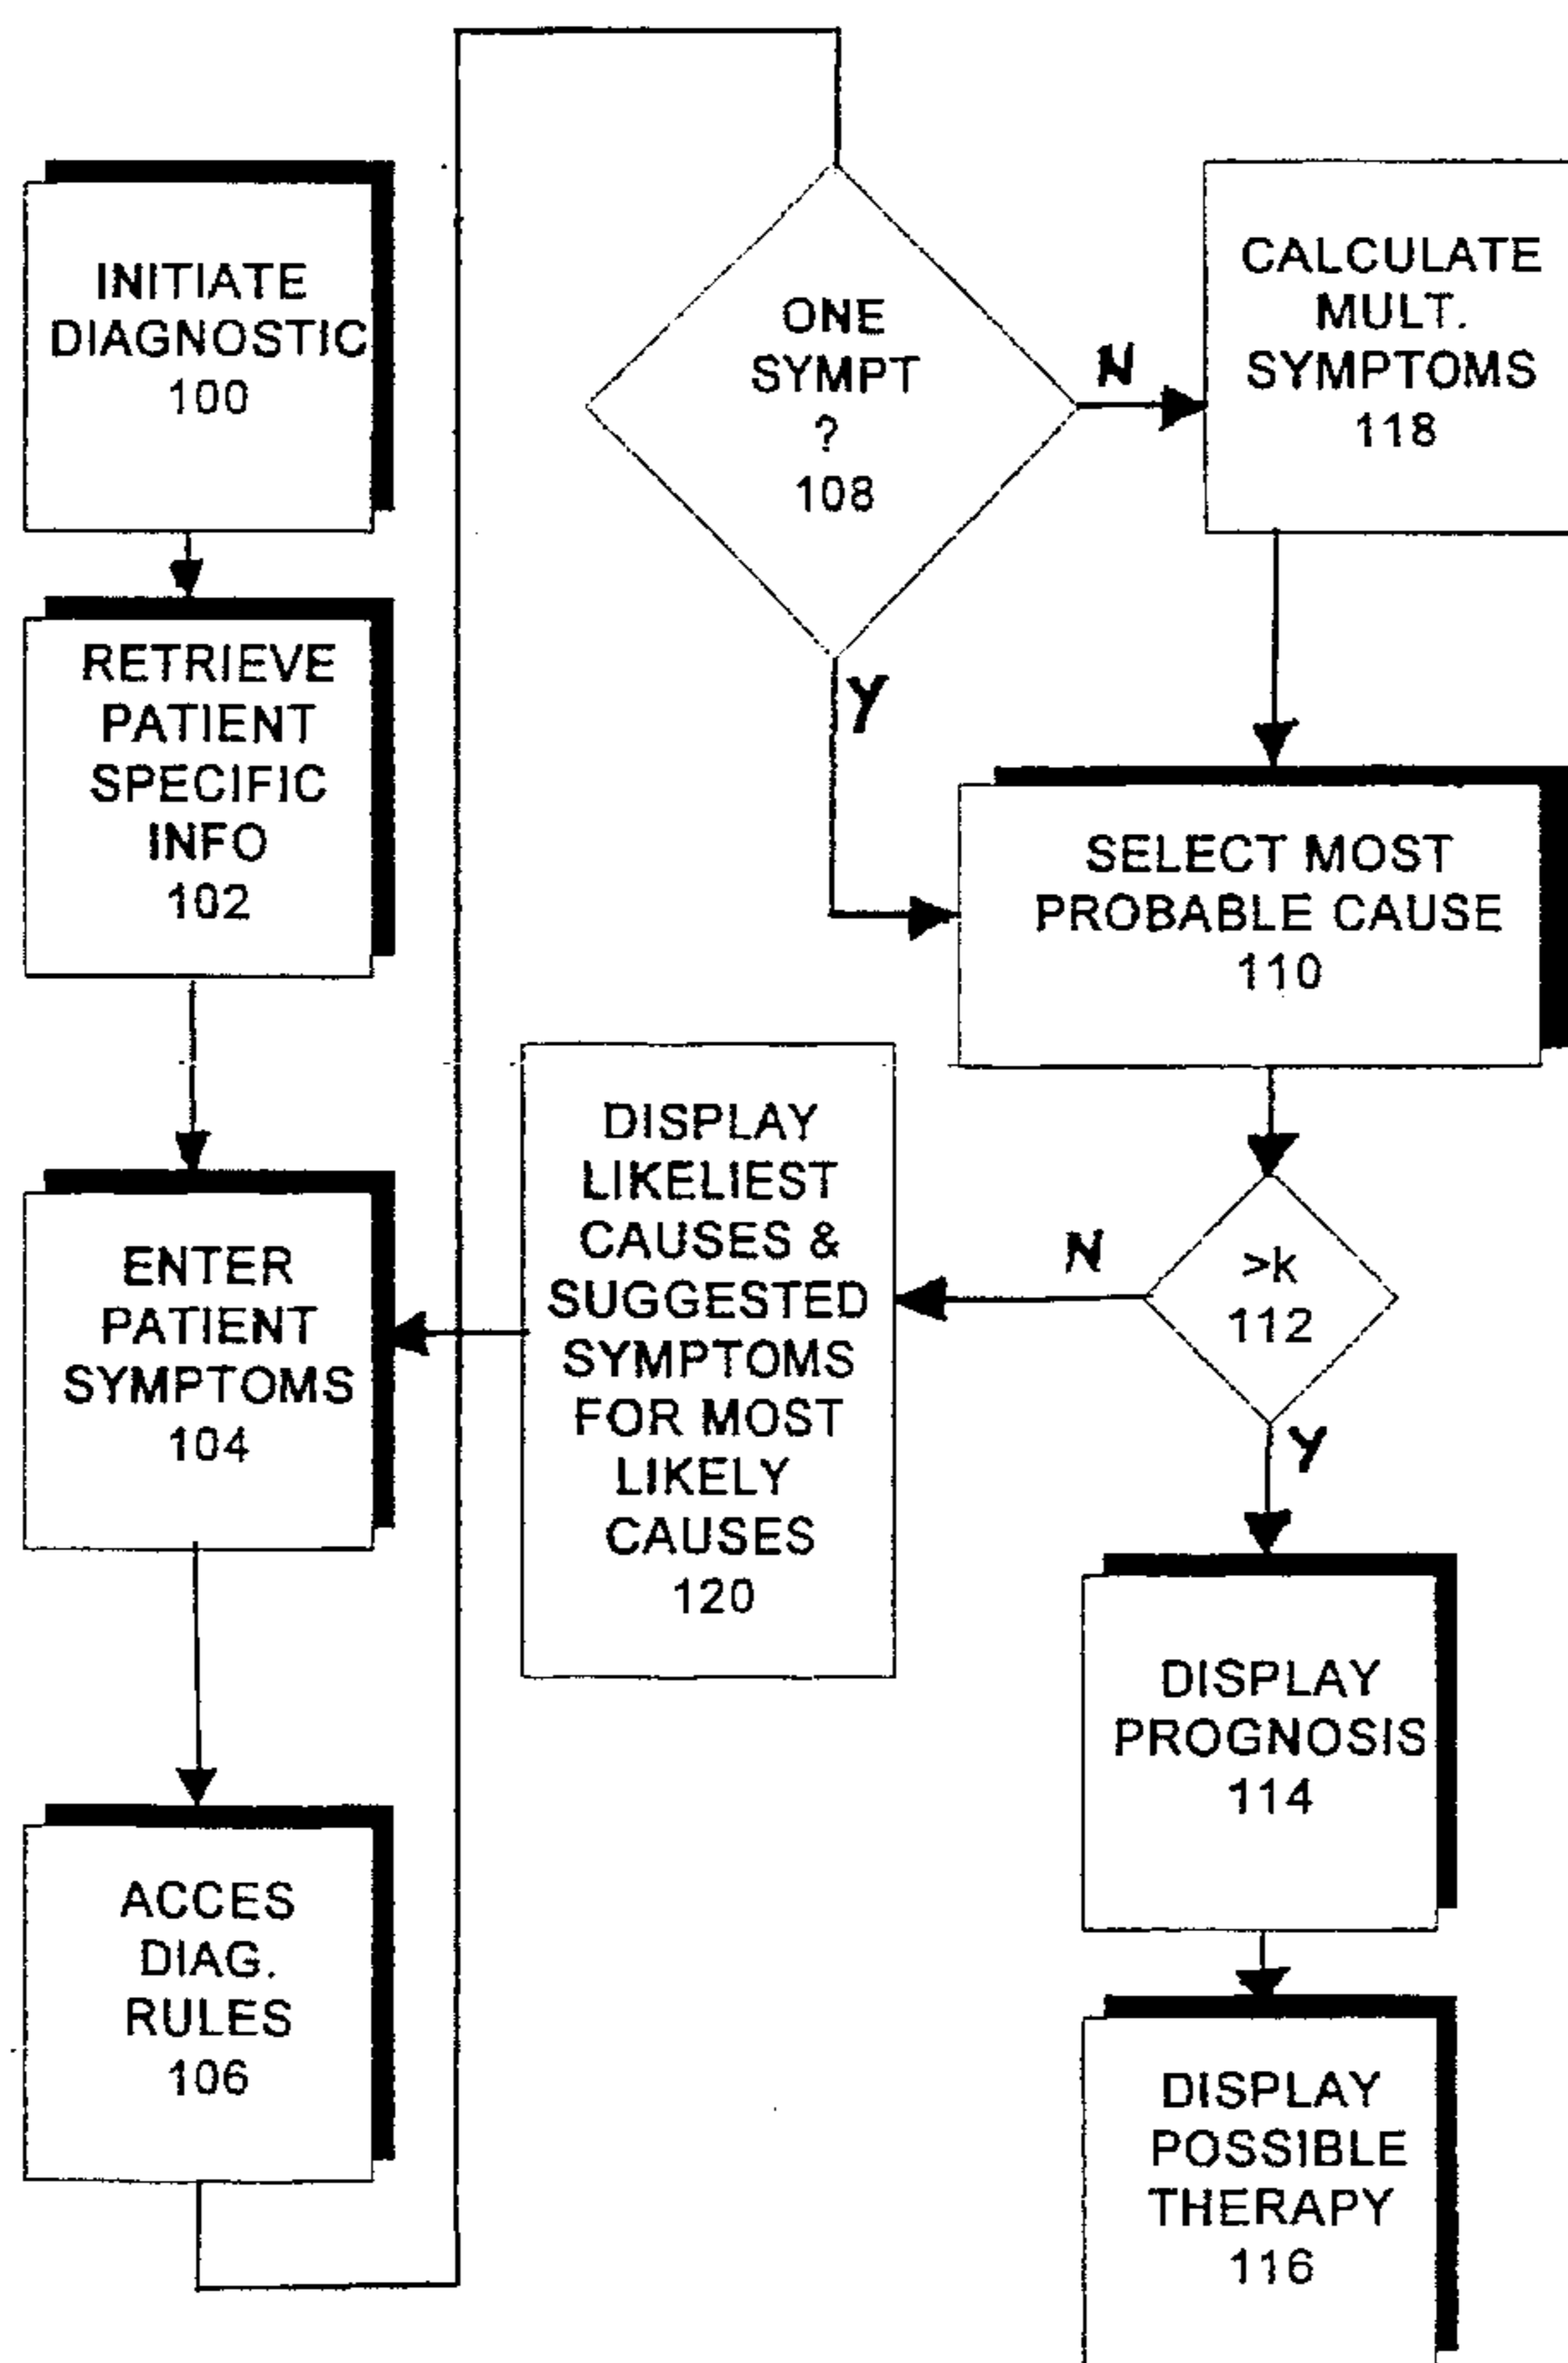 INITIATE
DIAGNOSTIC
100
RETRIEVE
PATIENT
SPECIFIC
INFO
102
ENTER
PATIENT
SYMPTOMS
104
ACCES
DIAG.
RULES
106
ONE
SYMPT
?
108
N
Y
CALCULATE
MULT.
SYMPTOMS
118
SELECT MOST
PROBABLE CAUSE
110
>k
112
N
Y
DISPLAY
LIKELIEST
CAUSES &
SUGGESTED
SYMPTOMS
FOR MOST
LIKELY
CAUSES
120
DISPLAY
PROGNOSIS
114
DISPLAY
POSSIBLE
THERAPY
116